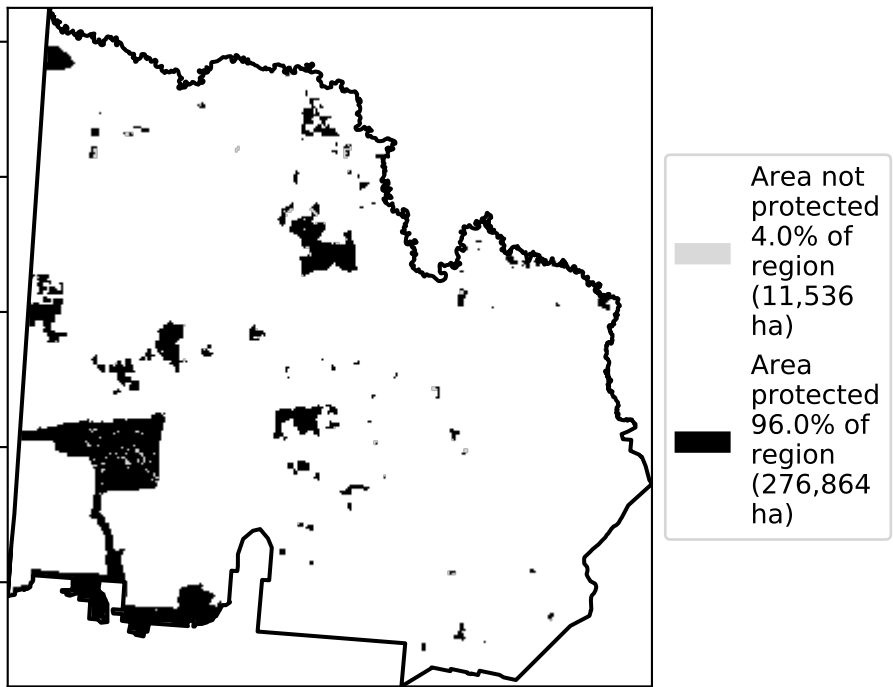 Area not
protected
4.0% of
region
(11,536
ha)
Area
protected
96.0% of
region
(276,864
ha)